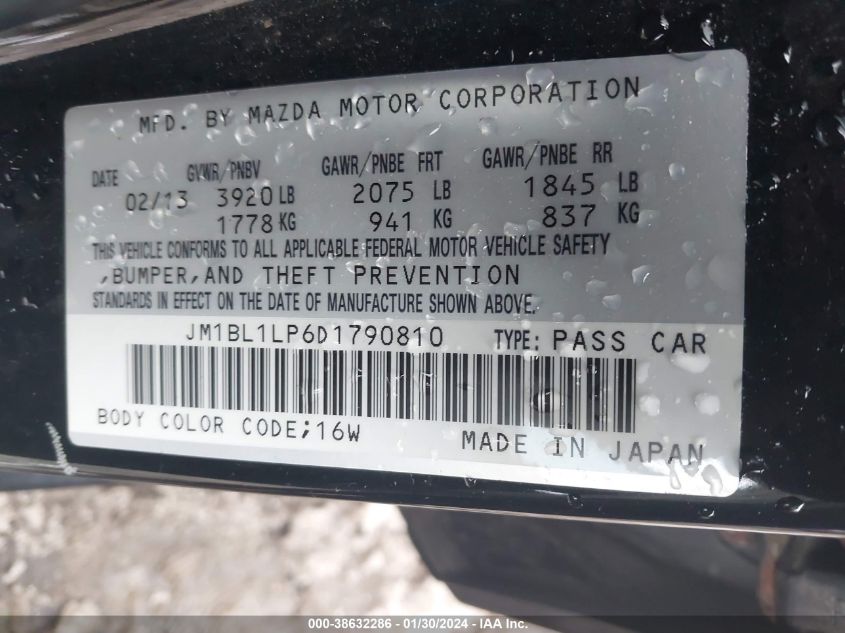 MFD. BY MAZDA MOTOR CORPORATION
DATE GVWR/PNBV GAWR/PNBE FRT GAWR/PNBE RR
02/13 3920 LB 2075 LB 1845 LB
1778 KG 941 KG 837 KG
THIS VEHICLE CONFORMS TO ALL APPLICABLE FEDERAL MOTOR VEHICLE SAFETY
,BUMPER,AND THEFT PREVENTION
STANDARDS IN EFFECT ON THE DATE OF MANUFACTURE SHOWN ABOVE.
JM1BL1LP6D1790810 TYPE: PASS CAR
BODY COLOR CODE;16W
MADE IN JAPAN
000-38632286 - 01/30/2024 - IAA Inc.